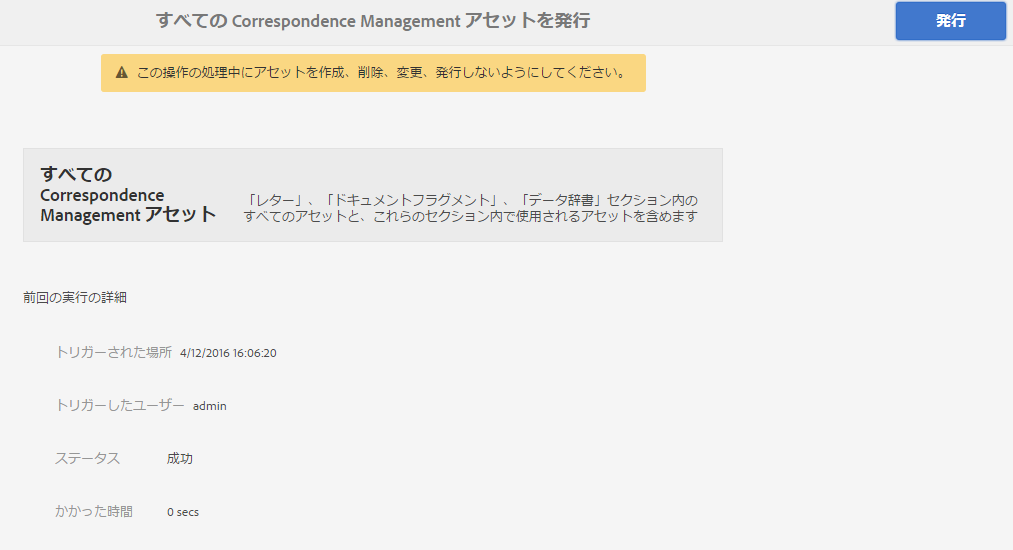 すべての Correspondence Management アセットを発行
発行
この操作の処理中にアセットを作成、削除、変更、発行しないようにしてください。
すべての
Correspondence
Management アセット
「レター」、「ドキュメントフラグメント」、「データ辞書」セクション内の
すべてのアセットと、これらのセクション内で使用されるアセットを含めます
前回の実行の詳細
トリガーされた場所 4/12/2016 16:06:20
トリガーしたユーザー admin
ステータス 成功
かかった時間 0 secs